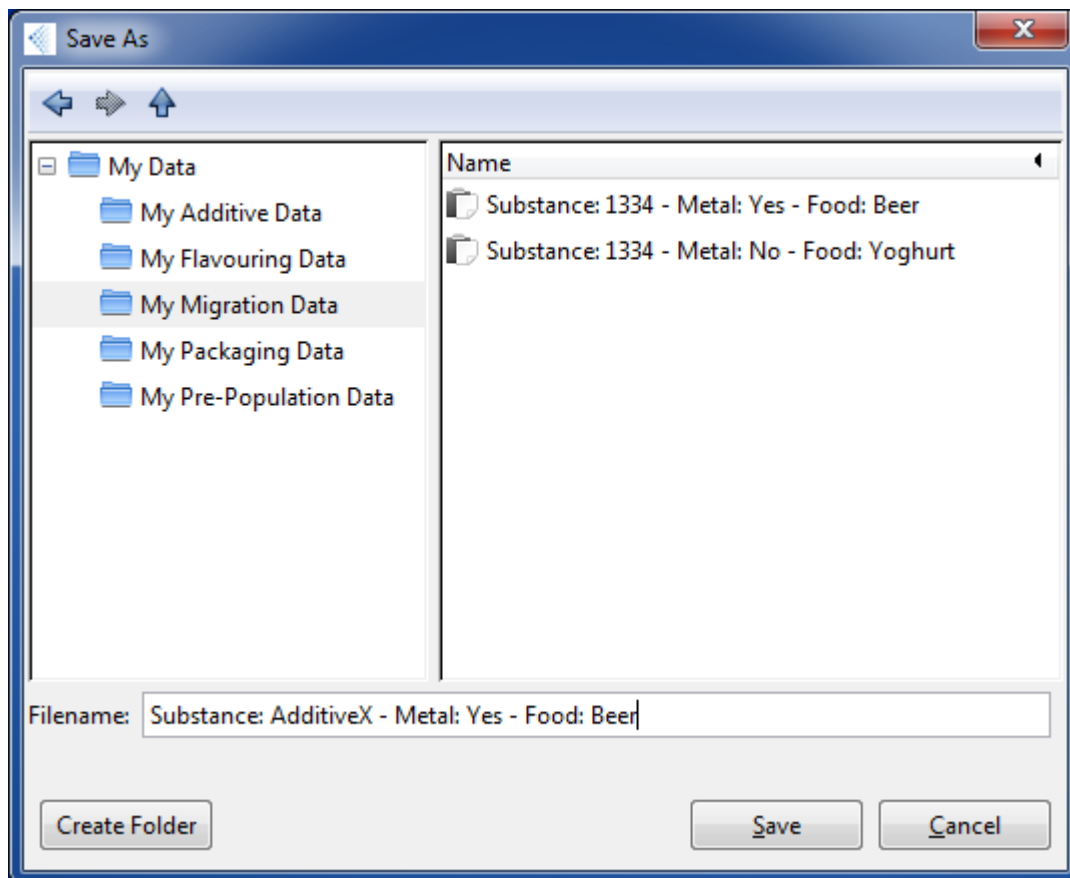 Save As
My Data
My Additive Data
My Flavouring Data
My Migration Data
My Packaging Data
My Pre-Population Data
Name
Substance: 1334 - Metal: Yes - Food: Beer
Substance: 1334 - Metal: No - Food: Yoghurt
Filename: Substance: AdditiveX - Metal: Yes - Food: Beer
Create Folder Save Cancel